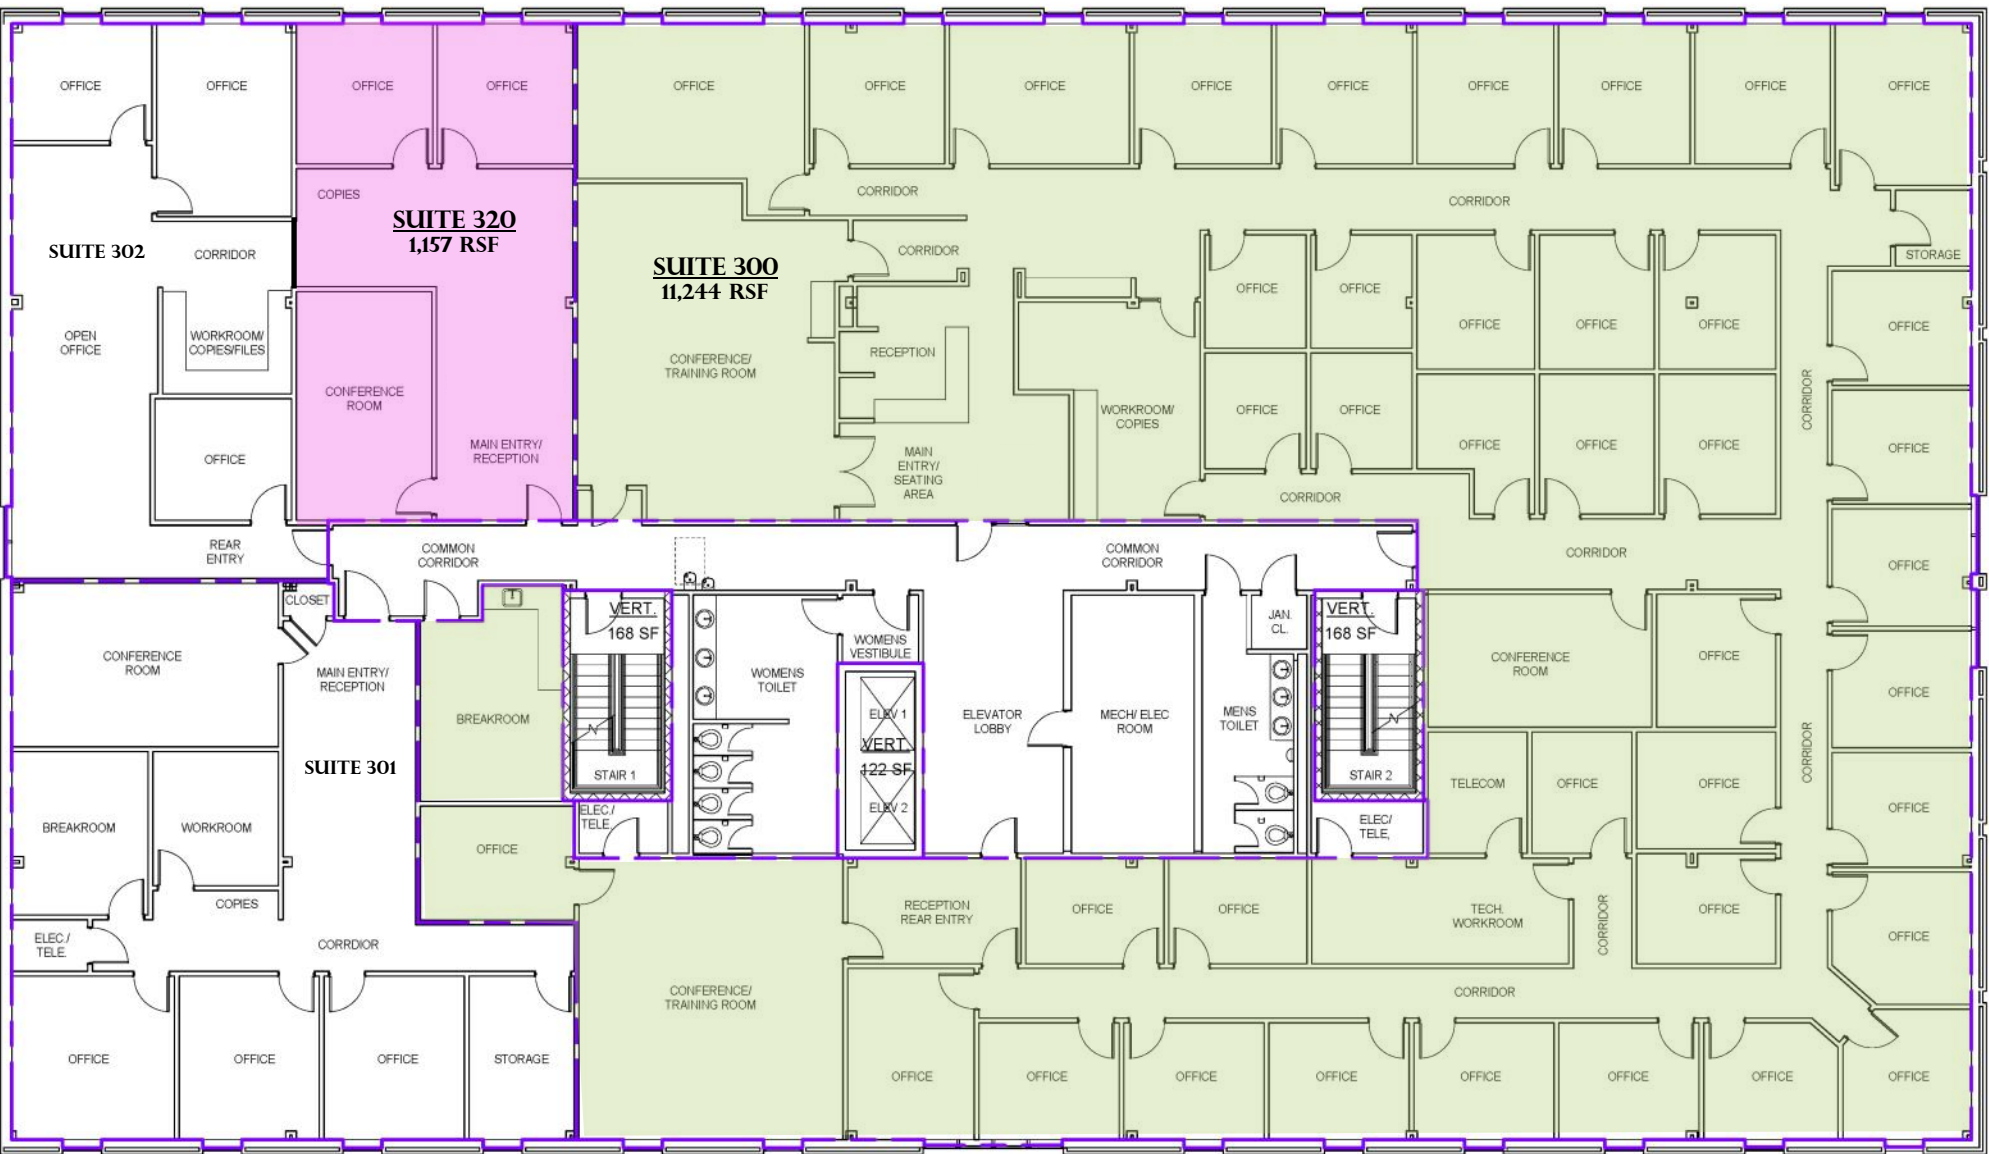 OFFICE
OFFICE
OFFICE
OFFICE
OFFICE
OFFICE
OFFICE
OFFICE
OFFICE
OFFICE
OFFICE
OFFICE
OFFICE
COPIES
CORRIDOR
CORRIDOR
SUITE 320
1,157 RSF
SUITE 302
CORRIDOR
CORRIDOR
STORAGE
SUITE 300
11,244 RSF
OFFICE
OFFICE
OPEN
OFFICE
WORKROOM/
COPIES/FILES
OFFICE
OFFICE
OFFICE
OFFICE
RECEPTION
CONFERENCE/
TRAINING ROOM
CONFERENCE
ROOM
CORRIDOR
WORKROOM/
COPIES
OFFICE
OFFICE
MAIN ENTRY/
RECEPTION
OFFICE
OFFICE
OFFICE
OFFICE
OFFICE
MAIN
ENTRY/
SEATING
AREA
CORRIDOR
REAR
ENTRY
COMMON
CORRIDOR
COMMON
CORRIDOR
CORRIDOR
OFFICE
CLOSET
VERT.
168 SF
JAN.
CL.
VERT.
168 SF
WOMENS
VESTIBULE
CONFERENCE
ROOM
MAIN ENTRY/
RECEPTION
WOMENS
TOILET
CONFERENCE
ROOM
OFFICE
OFFICE
BREAKROOM
ELEV 1
ELEVATOR
LOBBY
MECH/ ELEC
ROOM
MENS
TOILET
VERT.
122 SF
CORRIDOR
SUITE 301
STAIR 1
STAIR 2
TELECOM
OFFICE
OFFICE
ELEV 2
OFFICE
BREAKROOM
WORKROOM
ELEC./
TELE.
ELEC/
TELE,
OFFICE
COPIES
RECEPTION
REAR ENTRY
OFFICE
OFFICE
TECH.
WORKROOM
CORRIDOR
OFFICE
OFFICE
ELEC./
TELE.
CORRDIOR
CONFERENCE/
TRAINING ROOM
CORRIDOR
OFFICE
OFFICE
OFFICE
STORAGE
OFFICE
OFFICE
OFFICE
OFFICE
OFFICE
OFFICE
OFFICE
OFFICE